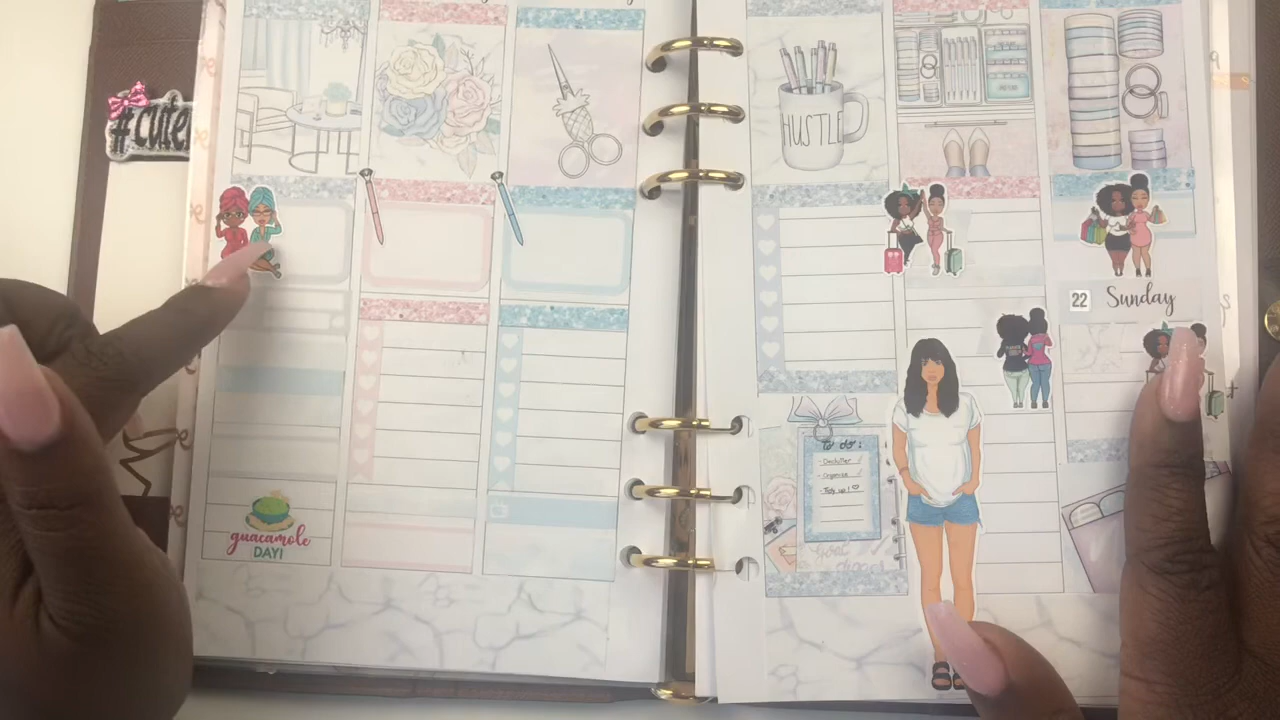 #cute
guacamole
DAY!
HUSTLE
to do:
- Declutter
- Organize
- Tidy up!
22 Sunday